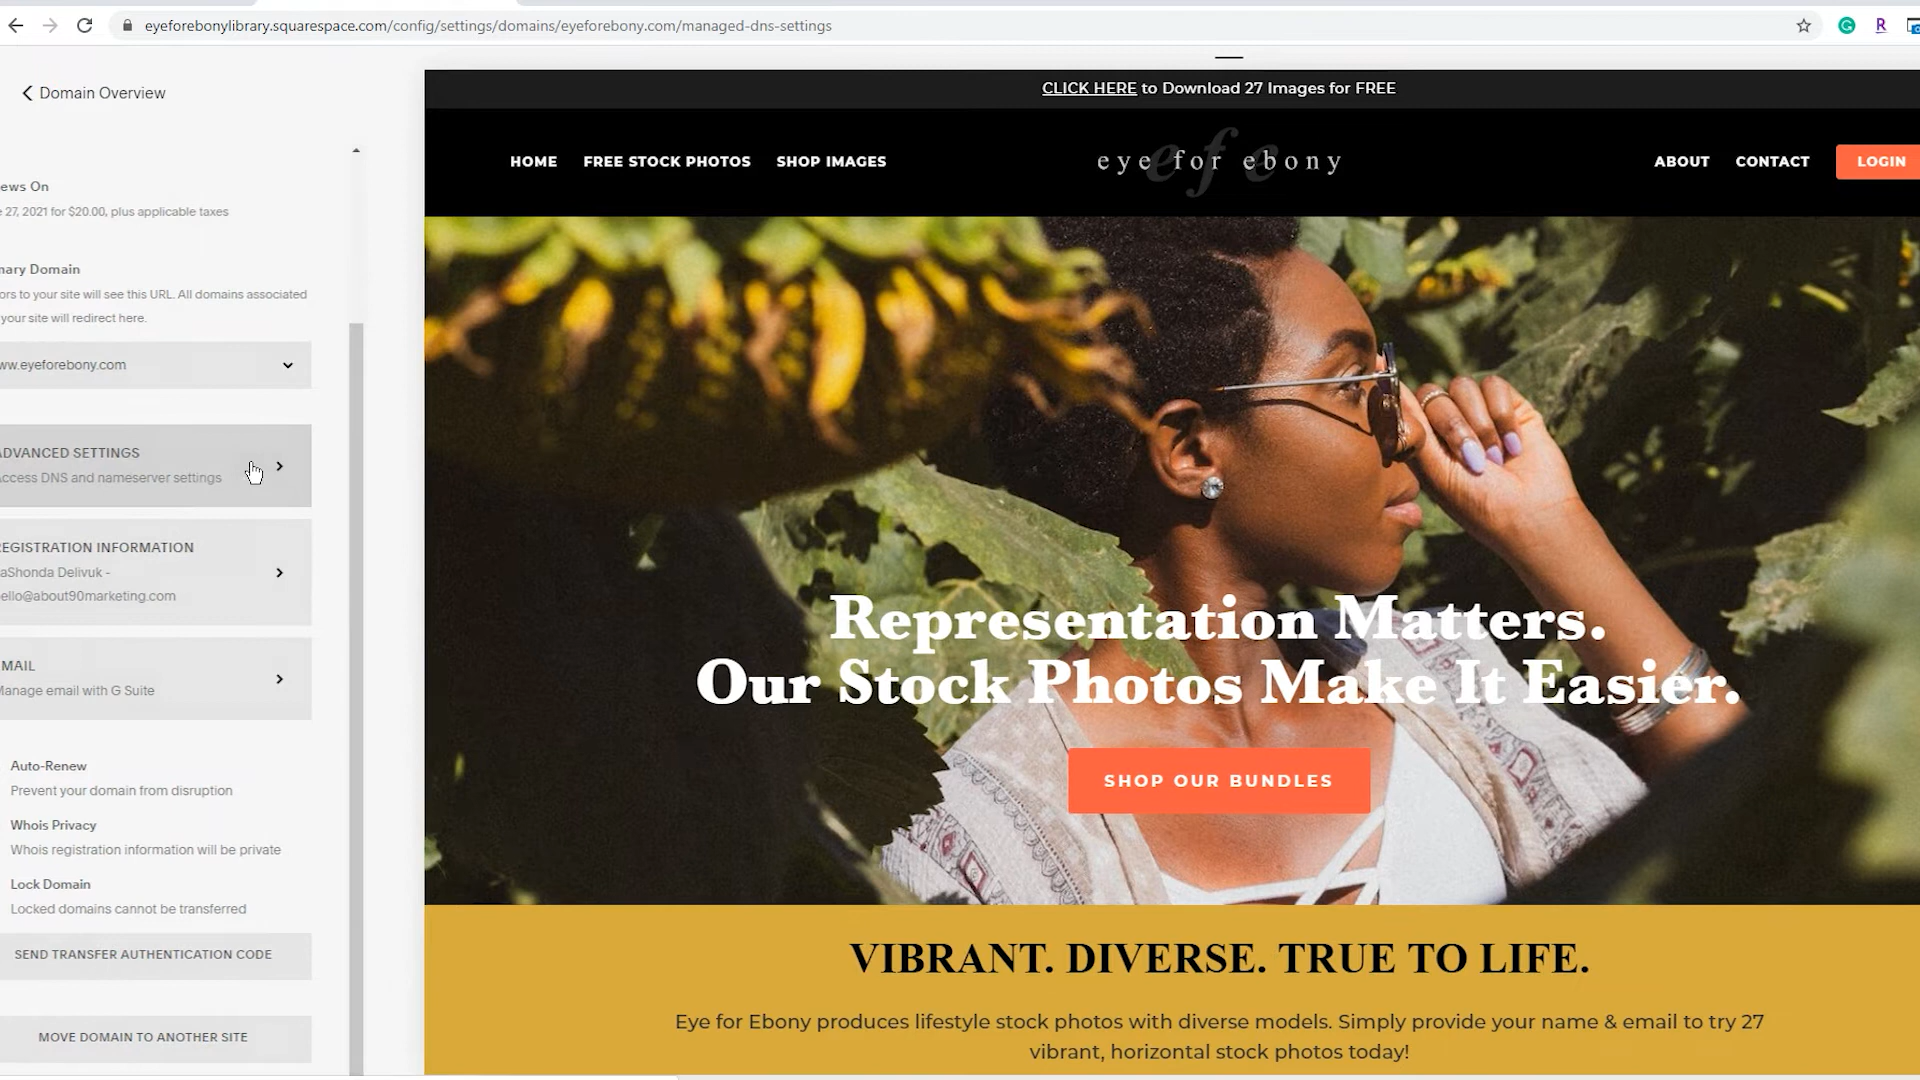 eyeforebonylibrary.squarespace.com/config/settings/domains/eyeforebony.com/managed-dns-settings
Domain Overview
ews On
27, 2021 for $20.00, plus applicable taxes
nary Domain
ors to your site will see this URL. All domains associated
your site will redirect here.
ww.eyeforebony.com
ADVANCED SETTINGS
ccess DNS and nameserver settings
REGISTRATION INFORMATION
aShonda Delivuk -
ello@about90marketing.com
MAIL
Manage email with G Suite
Auto-Renew
Prevent your domain from disruption
Whois Privacy
Whois registration information will be private
Lock Domain
Locked domains cannot be transferred
SEND TRANSFER AUTHENTICATION CODE
MOVE DOMAIN TO ANOTHER SITE
CLICK HERE to Download 27 Images for FREE
HOME FREE STOCK PHOTOS SHOP IMAGES
efe
eye for ebony
ABOUT CONTACT LOGIN
Representation Matters.
Our Stock Photos Make It Easier.
SHOP OUR BUNDLES
VIBRANT. DIVERSE. TRUE TO LIFE.
Eye for Ebony produces lifestyle stock photos with diverse models. Simply provide your name & email to try 27
vibrant, horizontal stock photos today!